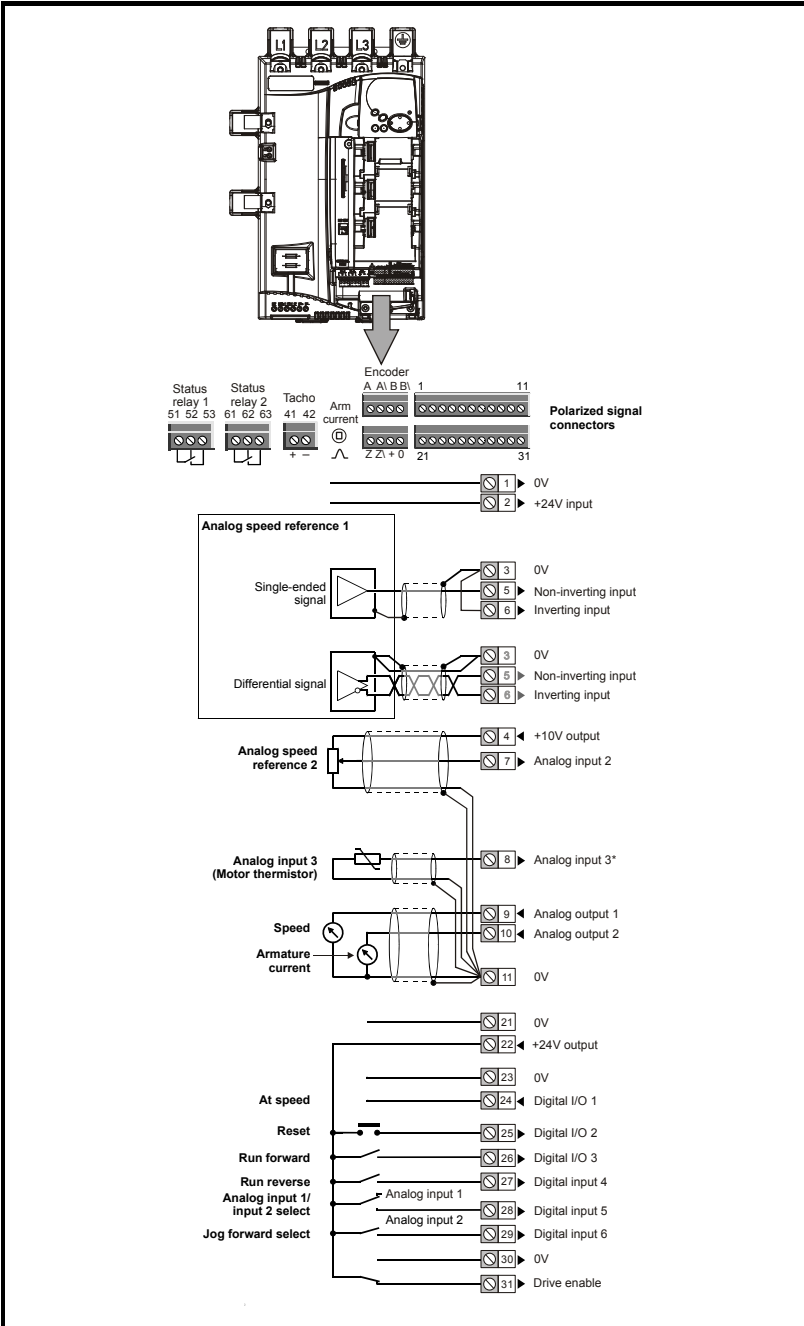 L1 L2 L3
Encoder
A A\ B B\ 1 11
Status relay 1
51 52 53
Status relay 2
61 62 63
Tacho
41 42
+ –
Arm current
Z Z\ + 0 21 31
Polarized signal connectors
1 0V
2 +24V input
Analog speed reference 1
Single-ended signal
3 0V
5 Non-inverting input
6 Inverting input
Differential signal
3 0V
5 Non-inverting input
6 Inverting input
Analog speed reference 2
4 +10V output
7 Analog input 2
Analog input 3 (Motor thermistor)
8 Analog input 3*
Speed
9 Analog output 1
Armature current
10 Analog output 2
11 0V
21 0V
22 +24V output
23 0V
At speed
24 Digital I/O 1
Reset
25 Digital I/O 2
Run forward
26 Digital I/O 3
Run reverse
27 Digital input 4
Analog input 1/ input 2 select
Analog input 1
28 Digital input 5
Analog input 2
Jog forward select
29 Digital input 6
30 0V
31 Drive enable